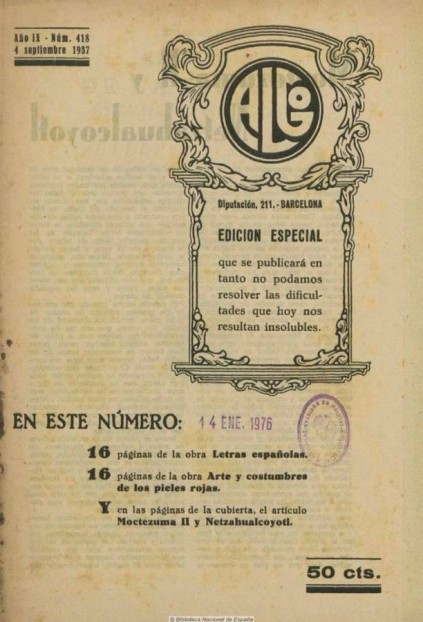 Año IX - Núm. 418
4 septiembre 1937
ALGO
Diputación, 211. - BARCELONA
EDICION ESPECIAL
que se publicará en
tanto no podamos
resolver las dificul-
tades que hoy nos
resultan insolubles.
EN ESTE NÚMERO:
14 ENE. 1976
16 páginas de la obra Letras españolas.
16 páginas de la obra Arte y costumbres
de los pieles rojas.
Y en las páginas de la cubierta, el artículo
Moctezuma II y Netzahualcoyotl.
50 cts.
© Biblioteca Nacional de España